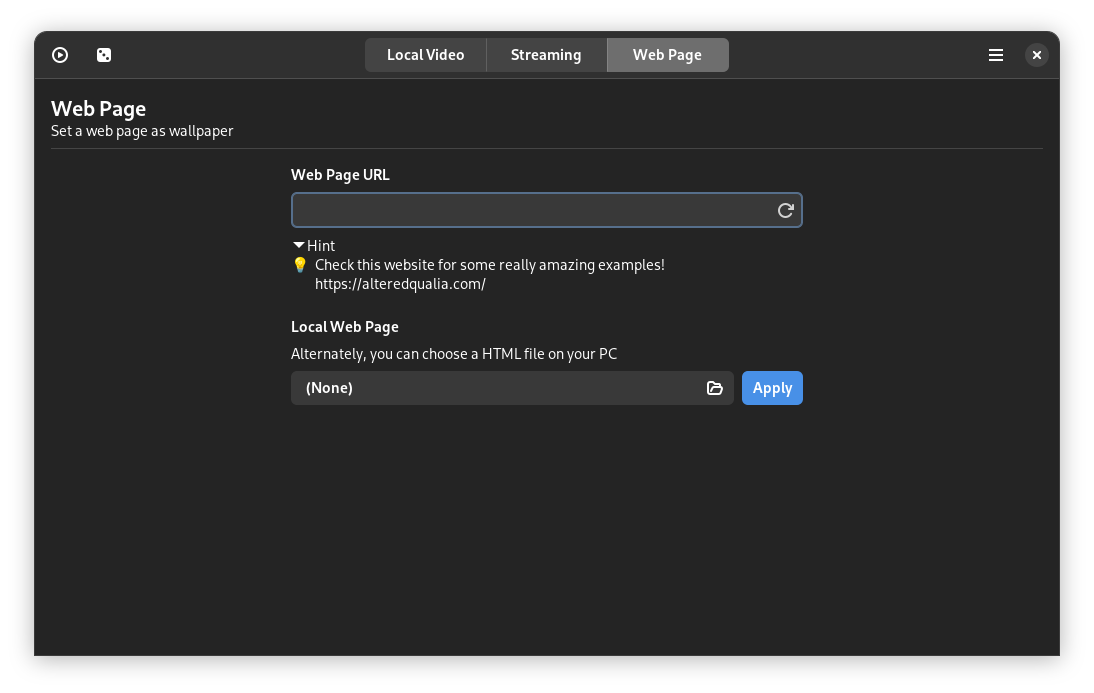 Local Video
Streaming
Web Page
Web Page
Set a web page as wallpaper
Web Page URL
Hint
💡 Check this website for some really amazing examples!
https://alteredqualia.com/
Local Web Page
Alternately, you can choose a HTML file on your PC
(None)
Apply